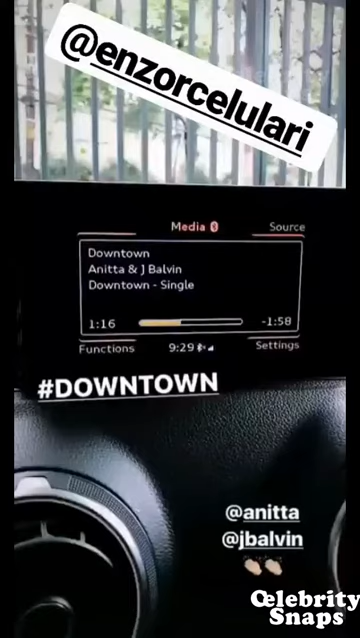 @enzorcelulari
Media
Source
Downtown
Anitta & J Balvin
Downtown - Single
1:16
-1:58
Functions
9:29
Settings
#DOWNTOWN
@anitta
@jbalvin
👏🏻👏🏻
Celebrity
Snaps